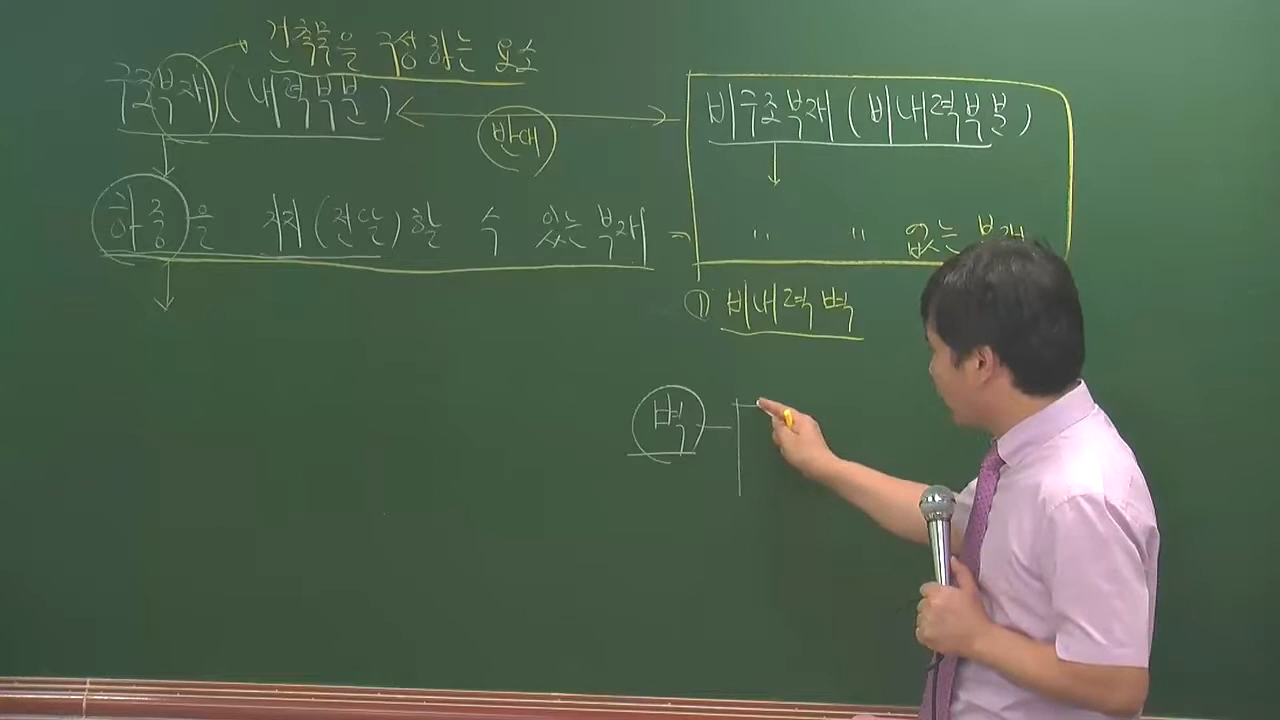 건축물을 구성하는 요소
구조부재 (내력부분)
반대
비구조부재 (비내력부분)
하중을 지지(전달)할 수 있는 부재
" " 없는 부재
① 비내력벽
벽